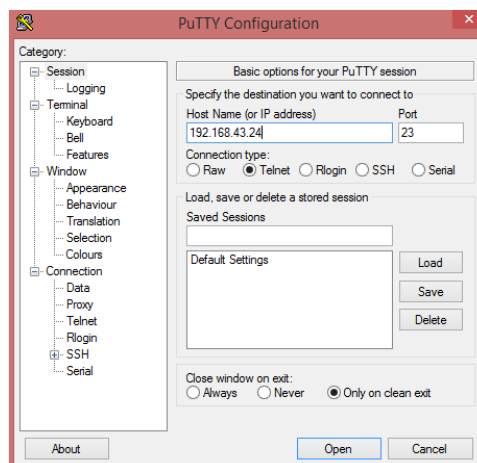 PuTTY Configuration
Category:
Session
Logging
Terminal
Keyboard
Bell
Features
Window
Appearance
Behaviour
Translation
Selection
Colours
Connection
Data
Proxy
Telnet
Rlogin
SSH
Serial
Basic options for your PuTTY session
Specify the destination you want to connect to
Host Name (or IP address) Port
192.168.43.24 23
Connection type:
Raw Telnet Rlogin SSH Serial
Load, save or delete a stored session
Saved Sessions
Default Settings
Load
Save
Delete
Close window on exit:
Always Never Only on clean exit
About Open Cancel